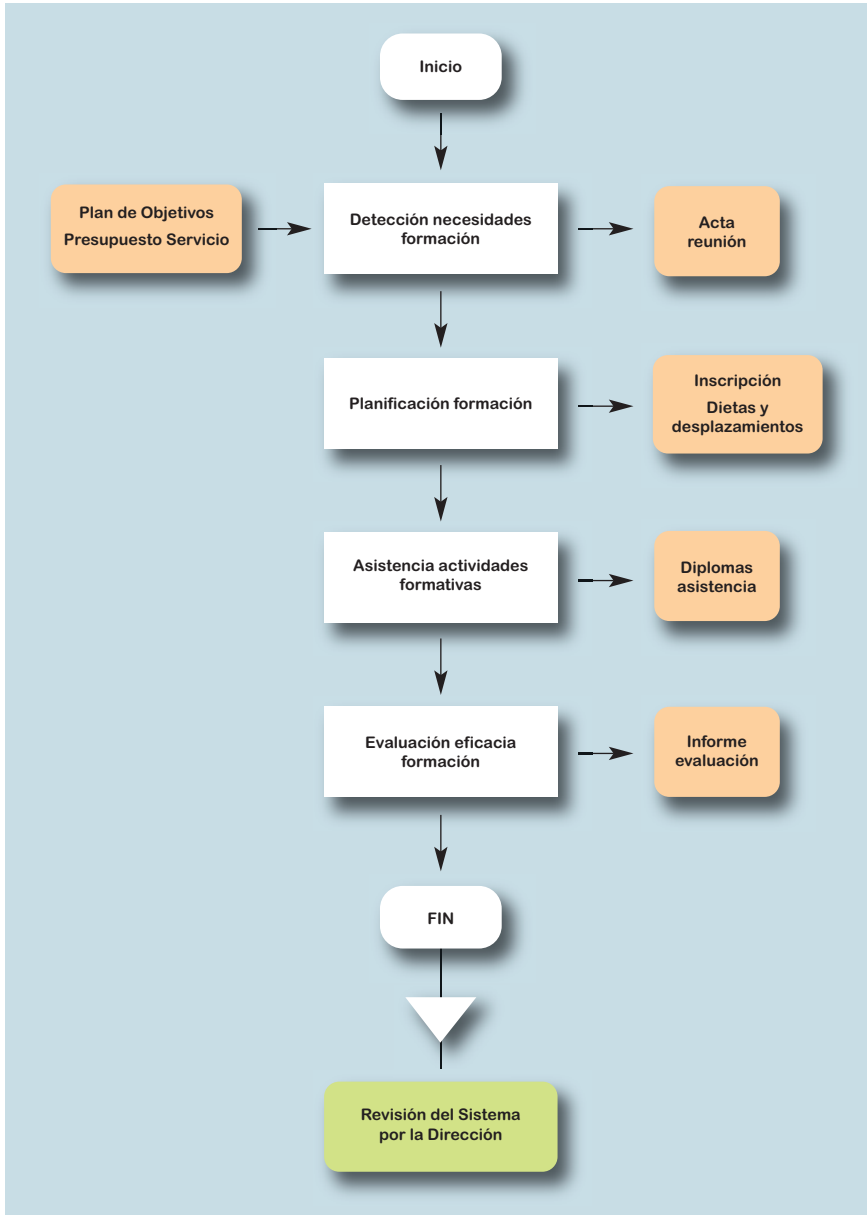 Inicio
Plan de Objetivos
Presupuesto Servicio
Detección necesidades
formación
Acta
reunión
Planificación formación
Inscripción
Dietas y
desplazamientos
Asistencia actividades
formativas
Diplomas
asistencia
Evaluación eficacia
formación
Informe
evaluación
FIN
Revisión del Sistema
por la Dirección